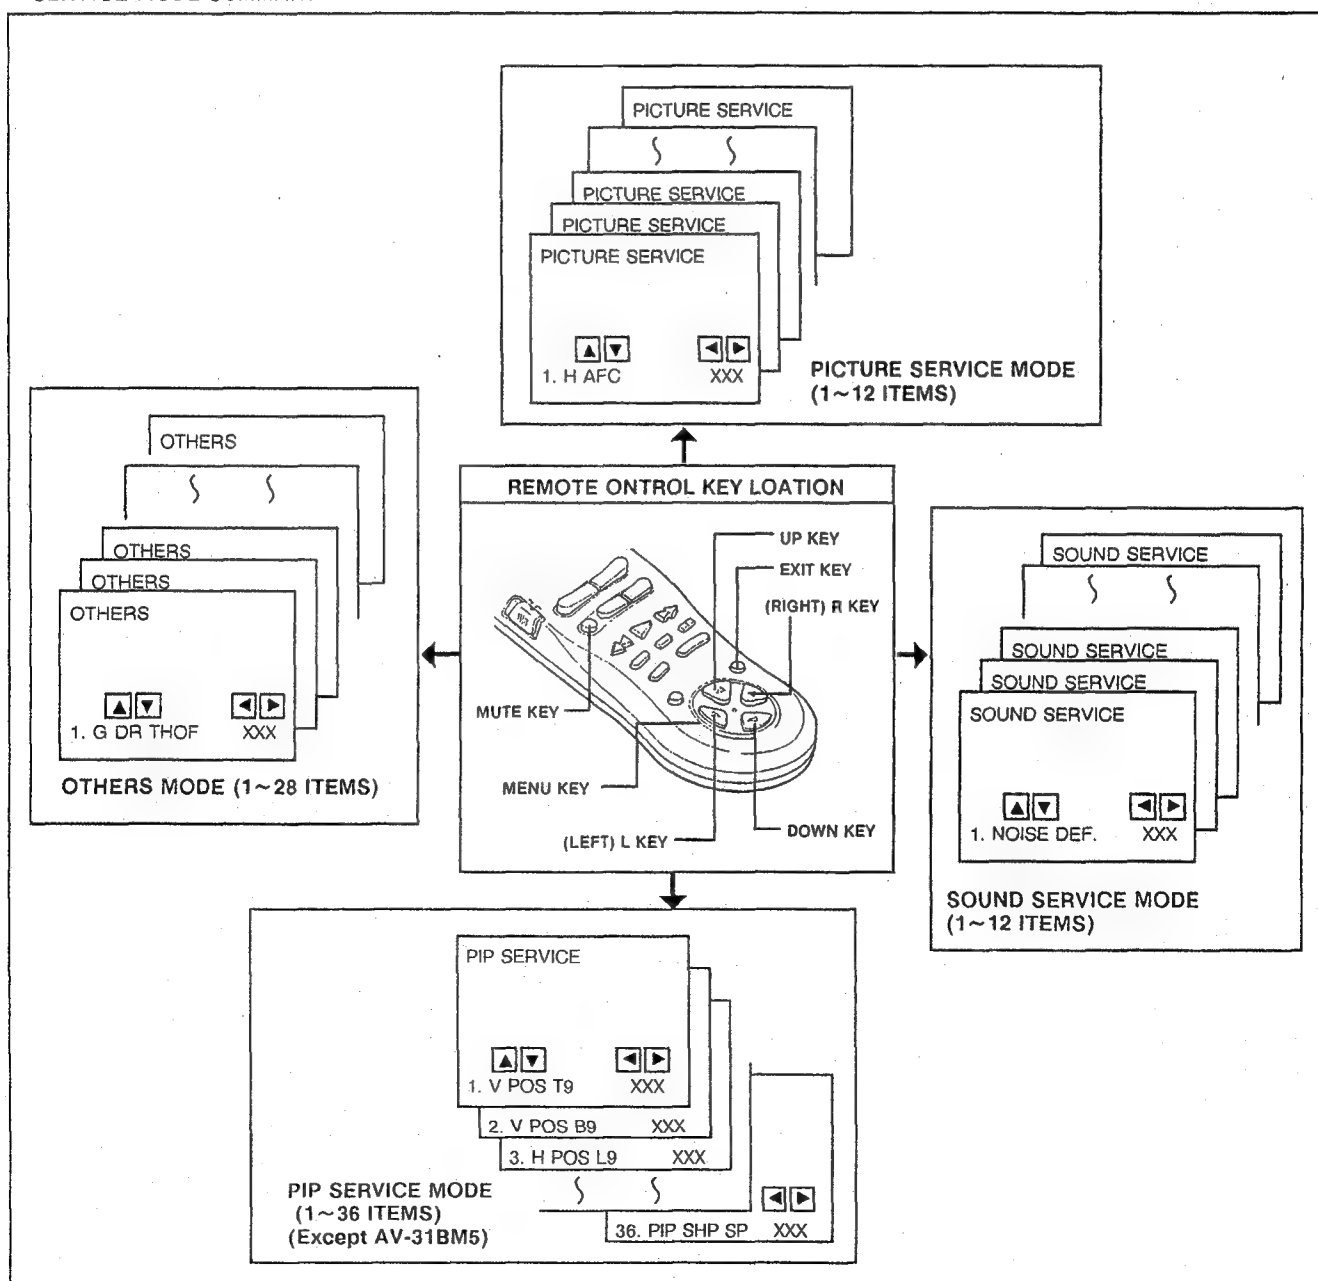 PICTURE SERVICE
PICTURE SERVICE
PICTURE SERVICE
PICTURE SERVICE
▲▼ ◀▶
1. H AFC XXX
PICTURE SERVICE MODE
(1~12 ITEMS)
OTHERS
OTHERS
OTHERS
OTHERS
▲▼ ◀▶
1. G DR THOF XXX
OTHERS MODE (1~28 ITEMS)
REMOTE ONTROL KEY LOATION
UP KEY
EXIT KEY
(RIGHT) R KEY
MUTE KEY
MENU KEY
(LEFT) L KEY
DOWN KEY
SOUND SERVICE
SOUND SERVICE
SOUND SERVICE
SOUND SERVICE
▲▼ ◀▶
1. NOISE DEF. XXX
SOUND SERVICE MODE
(1~12 ITEMS)
PIP SERVICE
▲▼ ◀▶
1. V POS T9 XXX
2. V POS B9 XXX
3. H POS L9 XXX
◀▶
36. PIP SHP SP XXX
PIP SERVICE MODE
(1~36 ITEMS)
(Except AV-31BM5)